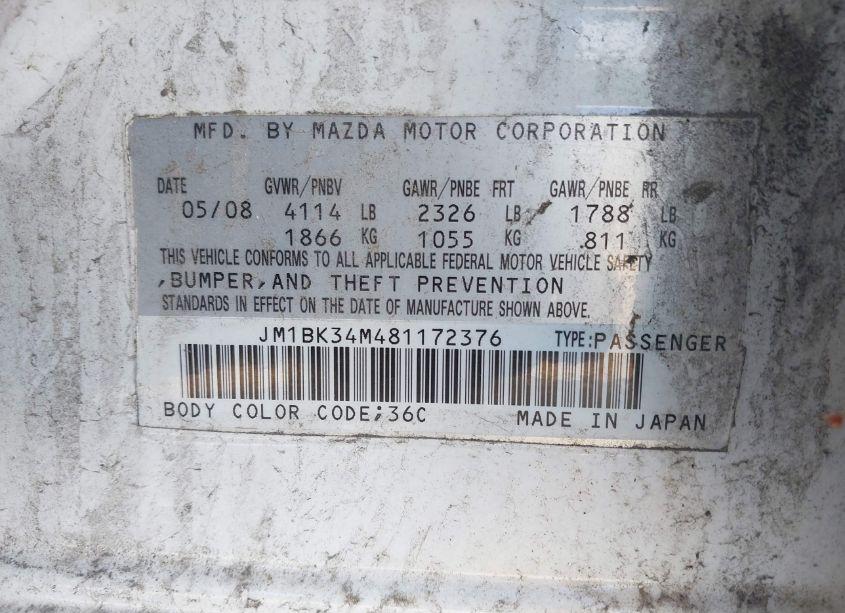 MFD. BY MAZDA MOTOR CORPORATION
DATE GVWR/PNBV GAWR/PNBE FRT GAWR/PNBE RR
05/08 4114 LB 2326 LB 1788 LB
1866 KG 1055 KG 811 KG
THIS VEHICLE CONFORMS TO ALL APPLICABLE FEDERAL MOTOR VEHICLE SAFETY
,BUMPER,AND THEFT PREVENTION
STANDARDS IN EFFECT ON THE DATE OF MANUFACTURE SHOWN ABOVE.
JM1BK34M481172376 TYPE:PASSENGER
BODY COLOR CODE;36C MADE IN JAPAN